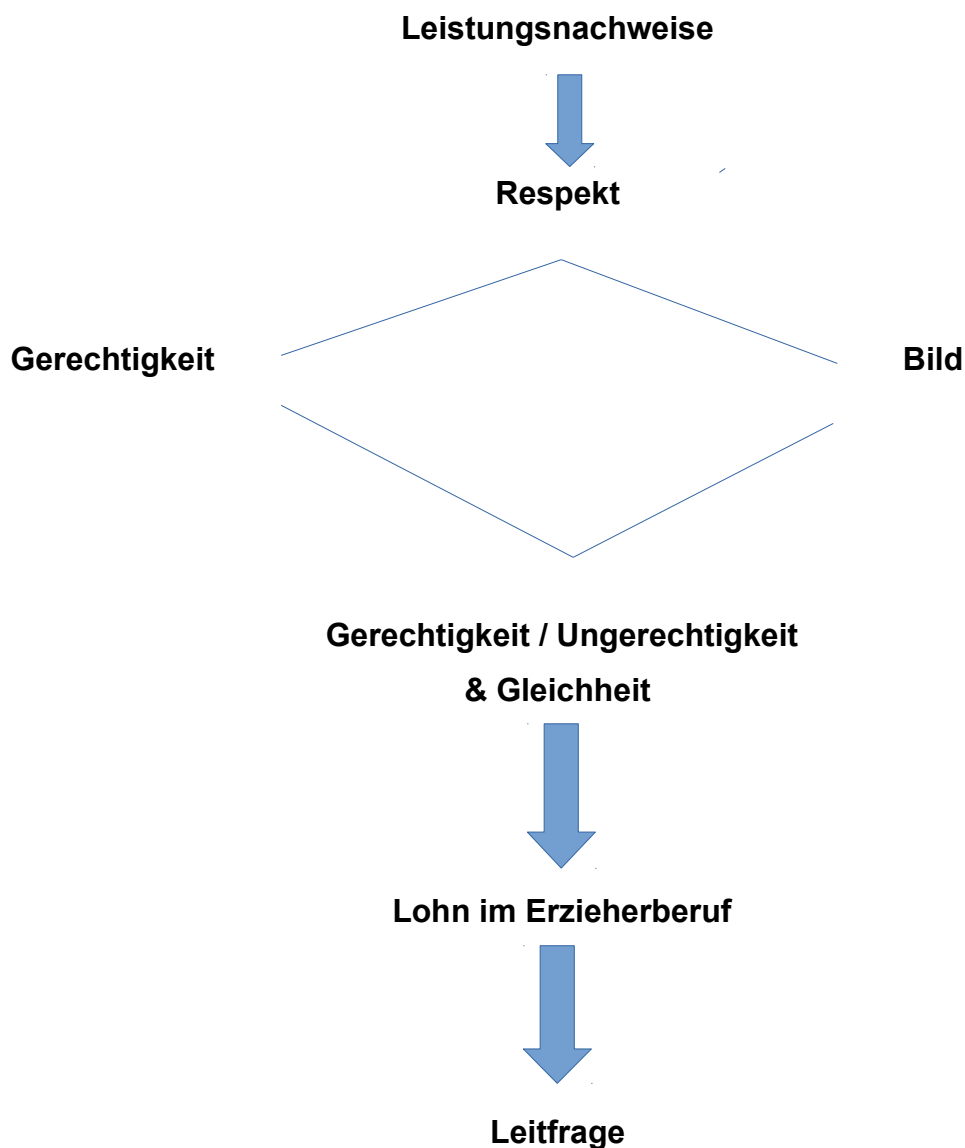 Leistungsnachweise
Respekt
Gerechtigkeit
Bild
Gerechtigkeit / Ungerechtigkeit
& Gleichheit
Lohn im Erzieherberuf
Leitfrage